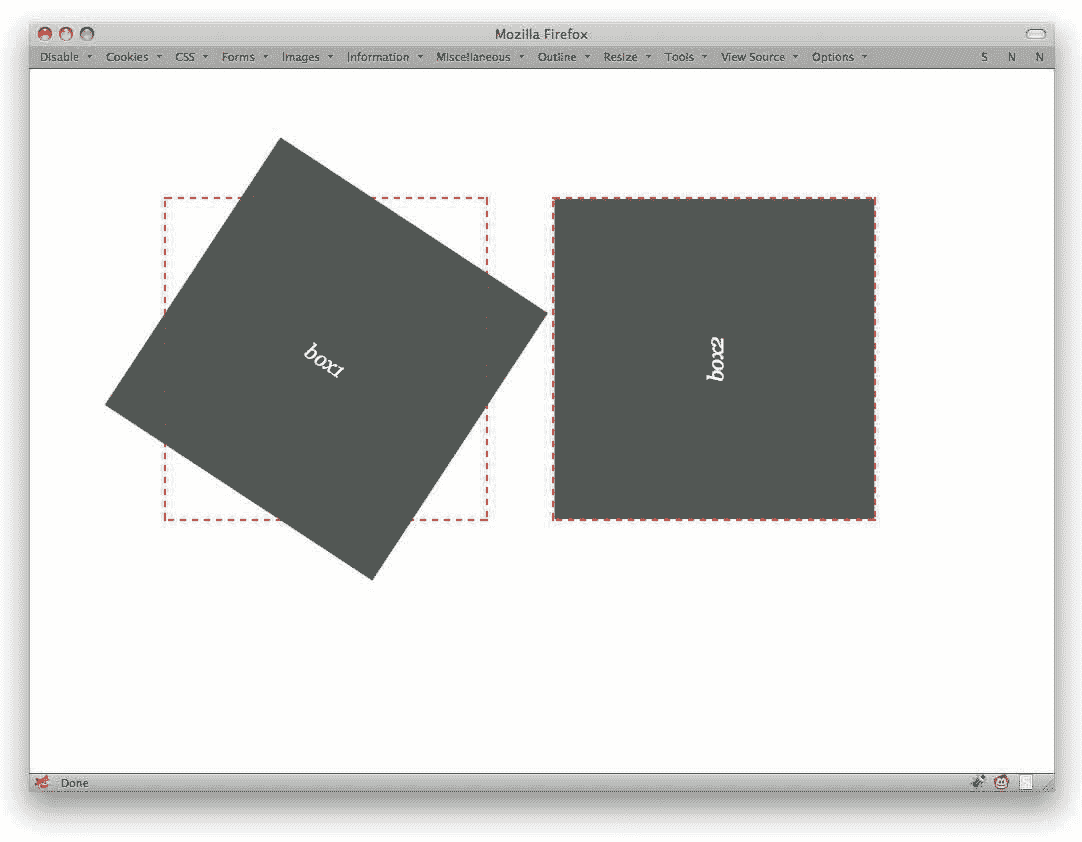 Mozilla Firefox
Disable Cookies CSS Forms Images Information Miscellaneous Outline Resize Tools View Source Options S N N
box1
box2
Done